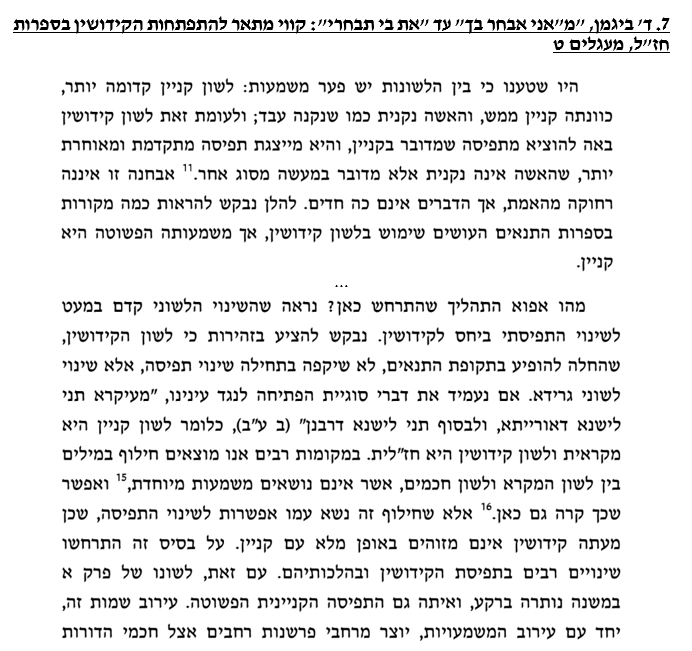 7. ד' ביגמן, "מ"אני אבחר בך" עד "את בי תבחרי": קווי מתאר להתפתחות הקידושין בספרות
חז"ל, מעגלים ט
היו שטענו כי בין הלשונות יש פער משמעות: לשון קניין קדומה יותר,
כוונתה קניין ממש, והאשה נקנית כמו שנקנה עבד; ולעומת זאת לשון קידושין
באה להוציא מתפיסה שמדובר בקניין, והיא מייצגת תפיסה מתקדמת ומאוחרת
יותר, שהאשה אינה נקנית אלא מדובר במעשה מסוג אחר.11 אבחנה זו איננה
רחוקה מהאמת, אך הדברים אינם כה חדים. להלן נבקש להראות כמה מקורות
בספרות התנאים העושים שימוש בלשון קידושין, אך משמעותה הפשוטה היא
קניין.
...
מהו אפוא התהליך שהתרחש כאן? נראה שהשינוי הלשוני קדם במעט
לשינוי התפיסתי ביחס לקידושין. נבקש להציע בזהירות כי לשון הקידושין,
שהחלה להופיע בתקופת התנאים, לא שיקפה בתחילה שינוי תפיסה, אלא שינוי
לשוני גרידא. אם נעמיד את דברי סוגיית הפתיחה לנגד עינינו, "מעיקרא תני
לישנא דאורייתא, ולבסוף תני לישנא דרבנן" (ב ע"ב), כלומר לשון קניין היא
מקראית ולשון קידושין היא חז"לית. במקומות רבים אנו מוצאים חילוף במילים
בין לשון המקרא ולשון חכמים, אשר אינם נושאים משמעות מיוחדת,15 ואפשר
שכך קרה גם כאן.16 אלא שחילוף זה נשא עמו אפשרות לשינוי התפיסה, שכן
מעתה קידושין אינם מזוהים באופן מלא עם קניין. על בסיס זה התרחשו
שינויים רבים בתפיסת הקידושין ובהלכותיהם. עם זאת, לשונו של פרק א
במשנה נותרה ברקע, ואיתה גם התפיסה הקניינית הפשוטה. עירוב שמות זה,
יחד עם עירוב המשמעויות, יוצר מרחבי פרשנות רחבים אצל חכמי הדורות